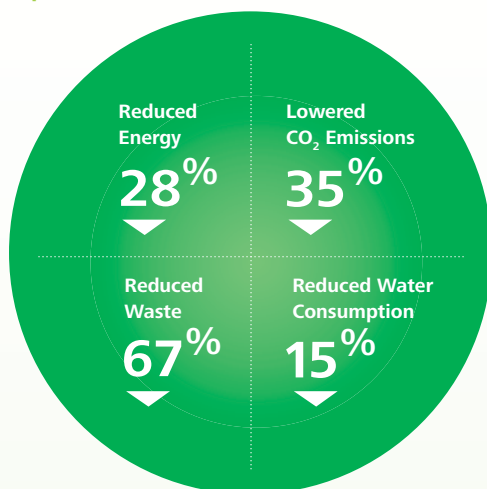 Reduced
Energy
28%
Lowered
CO₂ Emissions
35%
Reduced
Waste
67%
Reduced Water
Consumption
15%